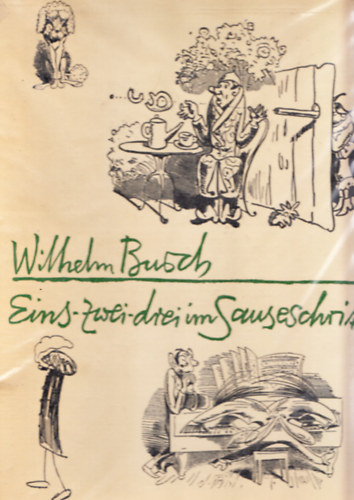 Wilhelm Busch
Eins-zwei-drei im Sauseschri